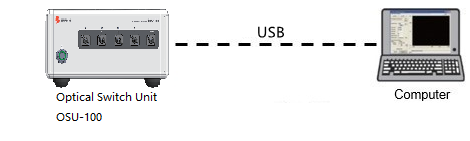 USB
Optical Switch Unit
OSU-100
Computer